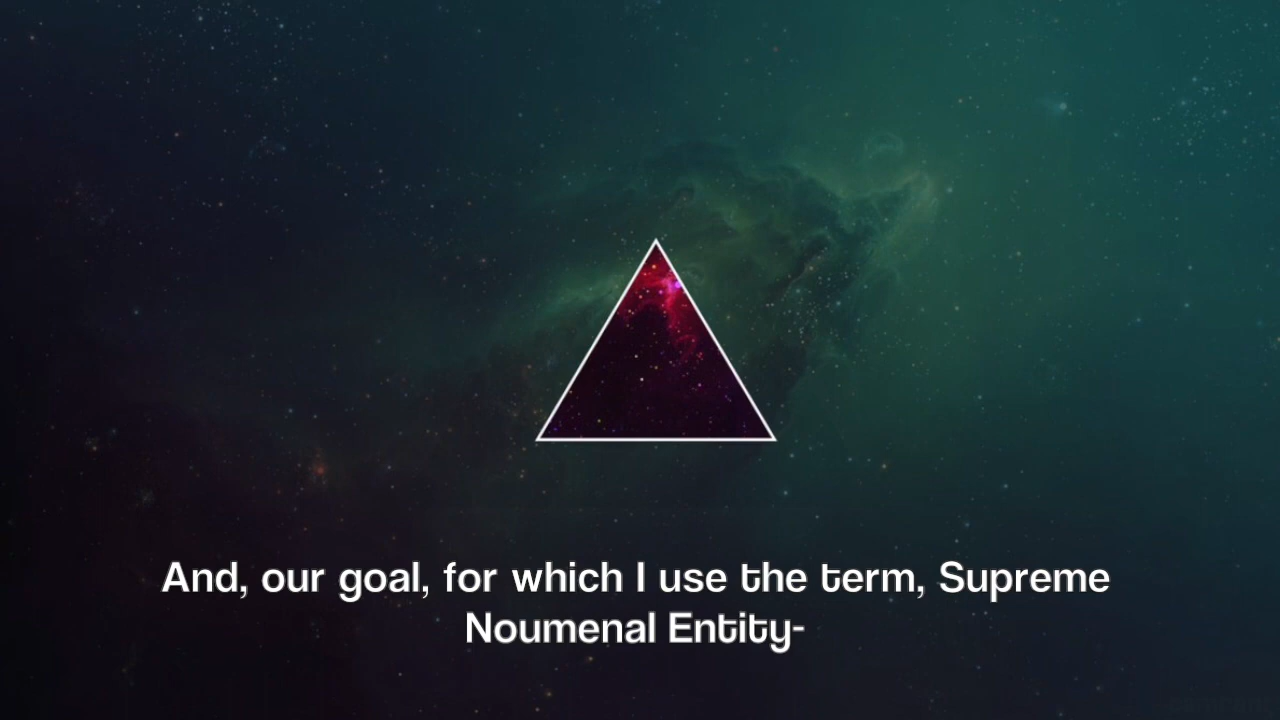 And, our goal, for which I use the term, Supreme
Noumenal Entity-